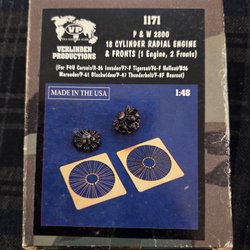 1171
VP
VERLINDEN
PRODUCTIONS
P & W 2800
18 CYLINDER RADIAL ENGINE
& FRONTS (1 Engine, 2 Fronts)
(For F4U Corsair/A-26 Invader/F7-F Tigercat/F6-F Hellcat/B26
Marauder/P-61 Blackwidow/P-47 Thunderbolt/F-8F Bearcat)
MADE IN THE USA
1:48